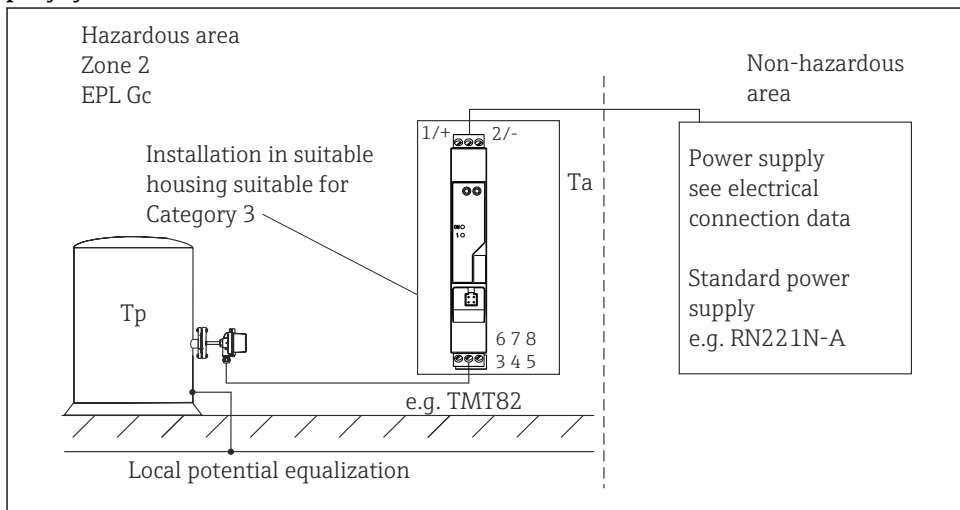 Hazardous area
Zone 2
EPL Gc
Non-hazardous
area
1/+
2/-
Installation in suitable
housing suitable for
Category 3
Ta
Power supply
see electrical
connection data
Standard power
supply
e.g. RN221N-A
Tp
6 7 8
3 4 5
e.g. TMT82
Local potential equalization